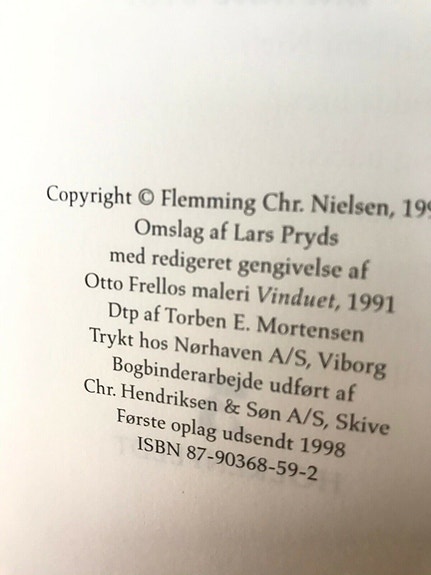 Copyright © Flemming Chr. Nielsen, 199
Omslag af Lars Pryds
med redigeret gengivelse af
Otto Frellos maleri Vinduet, 1991
Dtp af Torben E. Mortensen
Trykt hos Nørhaven A/S, Viborg
Bogbinderarbejde udført af
Chr. Hendriksen & Søn A/S, Skive
Første oplag udsendt 1998
ISBN 87-90368-59-2